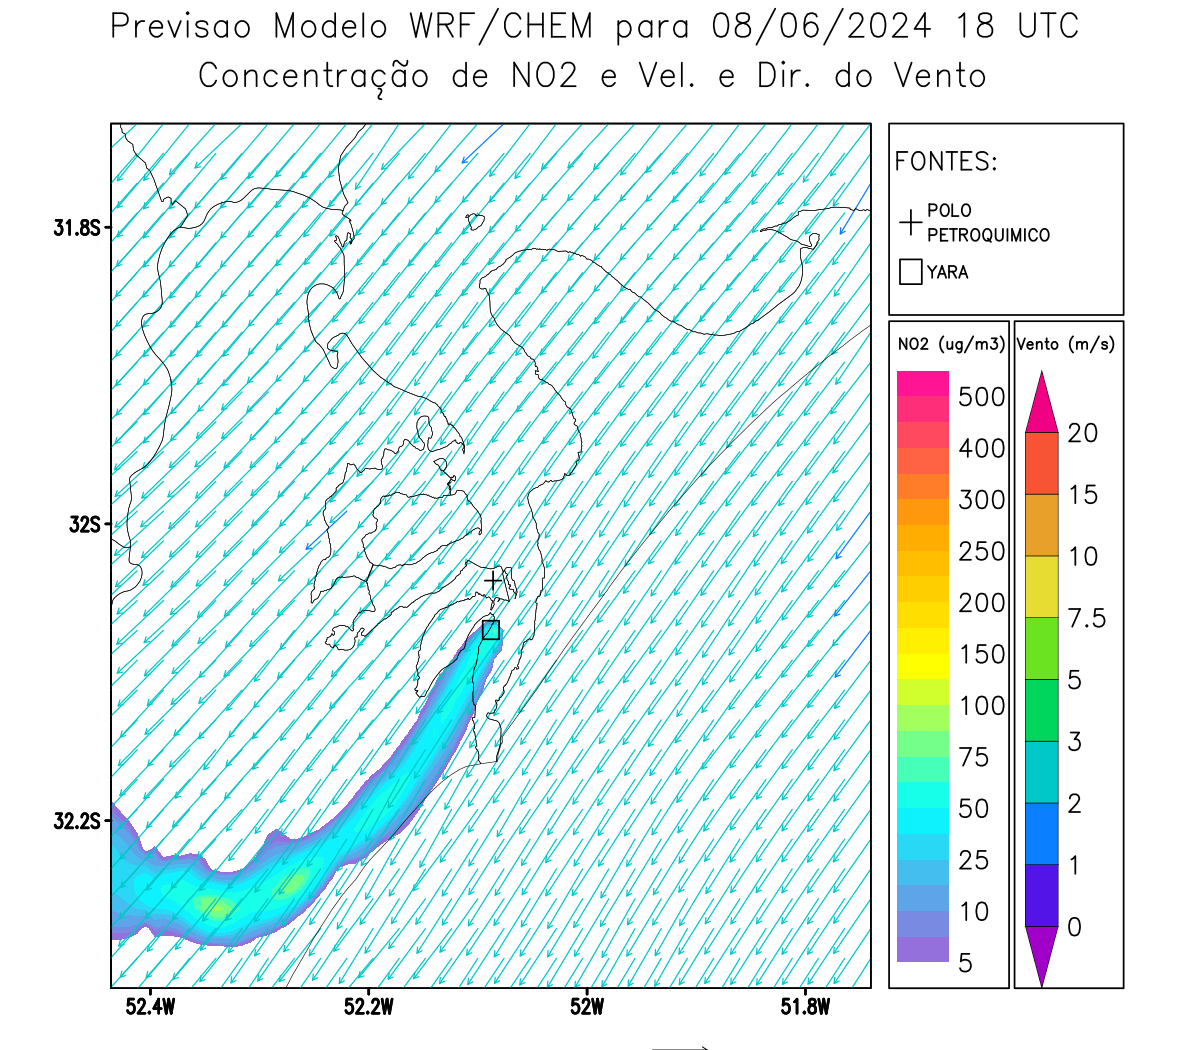 Previsao Modelo WRF/CHEM para 08/06/2024 18 UTC
Concentração de NO2 e Vel. e Dir. do Vento
FONTES:
POLO
PETROQUIMICO
YARA
NO2 (ug/m3)
500
400
300
250
200
150
100
75
50
25
10
5
Vento (m/s)
20
15
10
7.5
5
3
2
1
0
31.8S
32S
32.2S
52.4W
52.2W
52W
51.8W